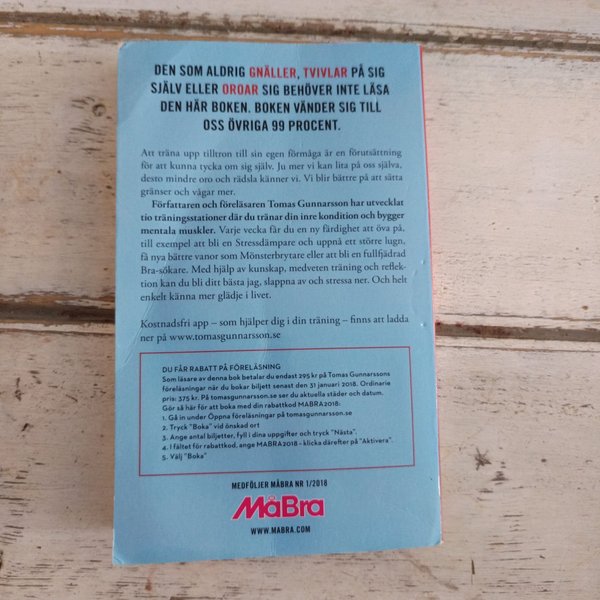 DEN SOM ALDRIG GNÄLLER, TVIVLAR PÅ SIG
SJÄLV ELLER OROAR SIG BEHÖVER INTE LÄSA
DEN HÄR BOKEN. BOKEN VÄNDER SIG TILL
OSS ÖVRIGA 99 PROCENT.
Att träna upp tilltron till sin egen förmåga är en förutsättning
för att kunna tycka om sig själv. Ju mer vi kan lita på oss själva,
desto mindre oro och rädsla känner vi. Vi blir bättre på att sätta
gränser och vågar mer.
Författaren och föreläsaren Tomas Gunnarsson har utvecklat
tio träningsstationer där du tränar din inre kondition och bygger
mentala muskler. Varje vecka får du en ny färdighet att öva på,
till exempel att bli en Stressdämpare och uppnå ett större lugn,
få nya bättre vanor som Mönsterbrytare eller att bli en fullfjädrad
Bra-sökare. Med hjälp av kunskap, medveten träning och reflek-
tion kan du bli ditt bästa jag, slappna av och stressa ner. Och helt
enkelt känna mer glädje i livet.
Kostnadsfri app – som hjälper dig i din träning – finns att ladda
ner på www.tomasgunnarsson.se
DU FÅR RABATT PÅ FÖRELÄSNING
Som läsare av denna bok betalar du endast 295 kr på Tomas Gunnarssons
föreläsningar när du bokar biljett senast den 31 januari 2018. Ordinarie
pris: 375 kr. På tomasgunnarsson.se ser du aktuella städer och datum.
Gör så här för att boka med din rabattkod MABRA2018:
1. Gå in under Öppna föreläsningar på tomasgunnarsson.se
2. Tryck "Boka" vid önskad ort
3. Ange antal biljetter, fyll i dina uppgifter och tryck "Nästa".
4. I fältet för rabattkod, ange MABRA2018 – klicka därefter på "Aktivera".
5. Välj "Boka"
MEDFÖLJER MÅBRA NR 1/2018
MåBra
WWW.MABRA.COM